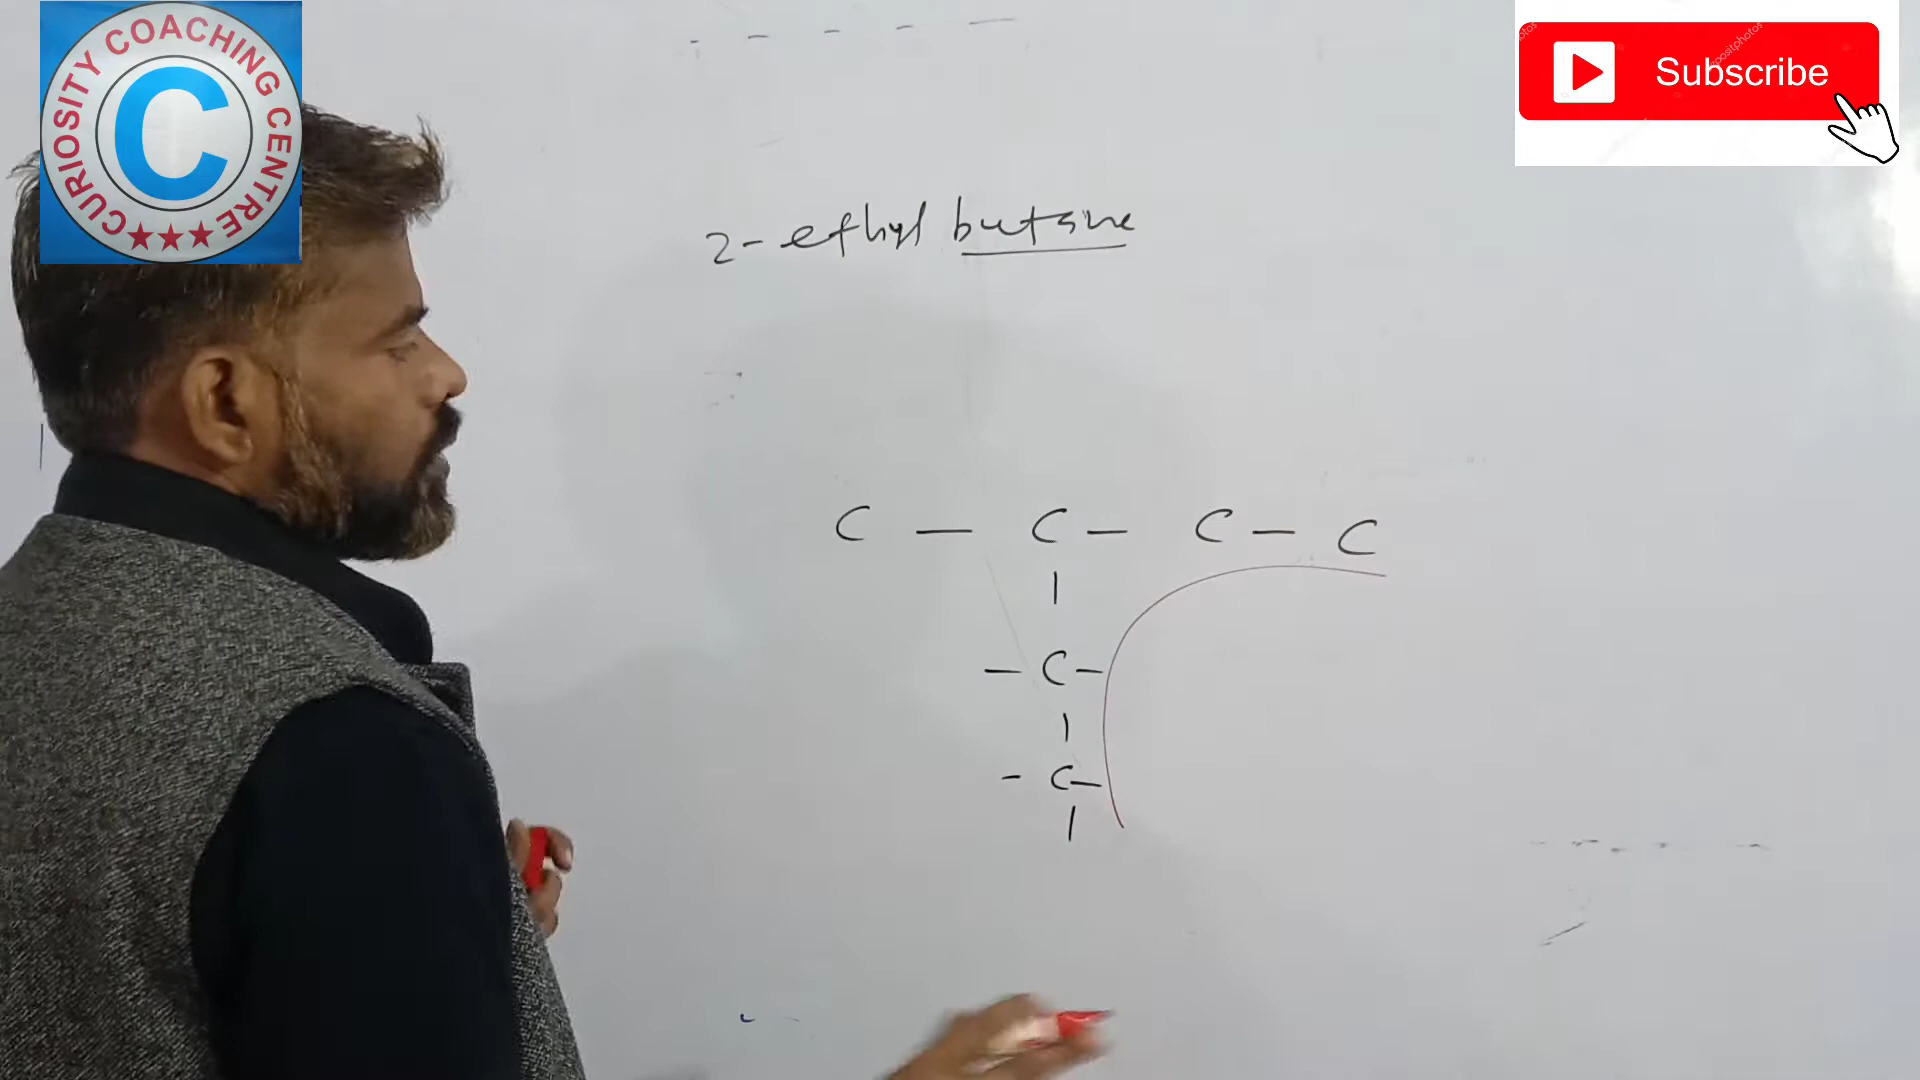 CURIOSITY COACHING CENTRE
C
Subscribe
2- ethyl butane
C — C — C — C
|
— C —
|
- C —
|